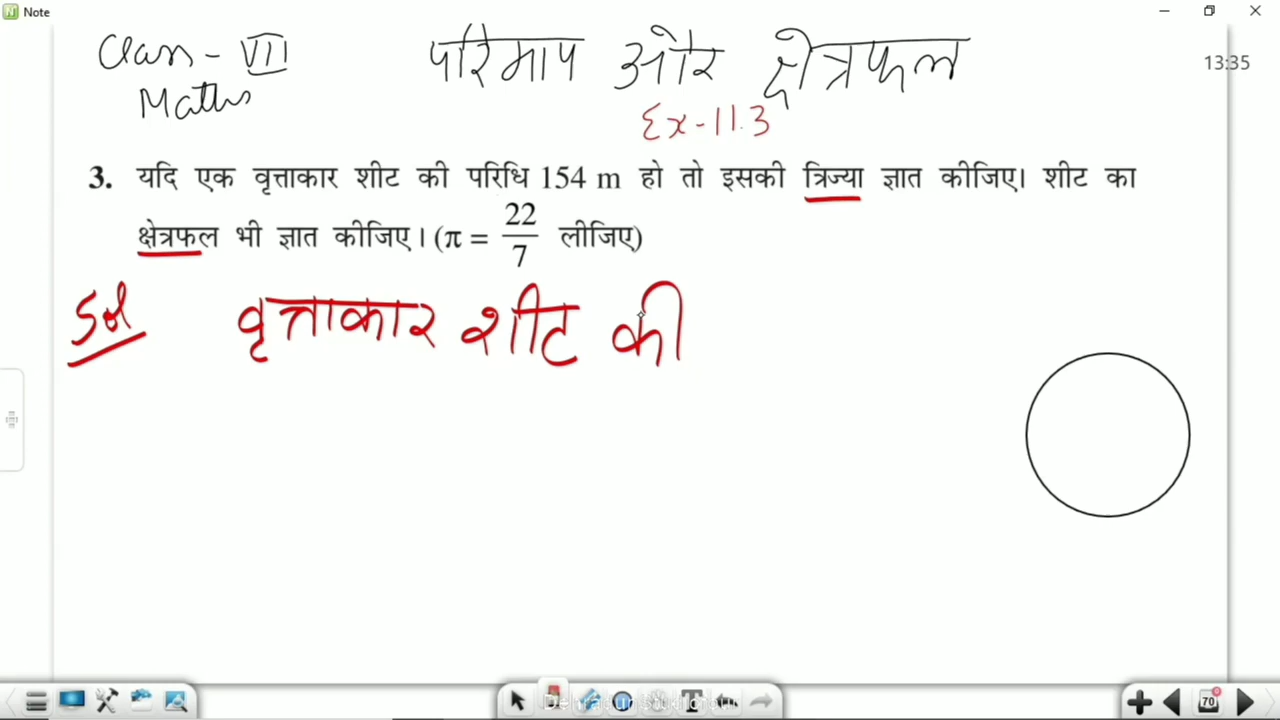 Note
Class - VII परिमाप और क्षेत्रफल
13:35
Maths
Ex-11.3
3. यदि एक वृत्ताकार शीट की परिधि 154 m हो तो इसकी त्रिज्या ज्ञात कीजिए। शीट का
क्षेत्रफल भी ज्ञात कीजिए। (π = 22/7 लीजिए)
Sol वृत्ताकार शीट की
70